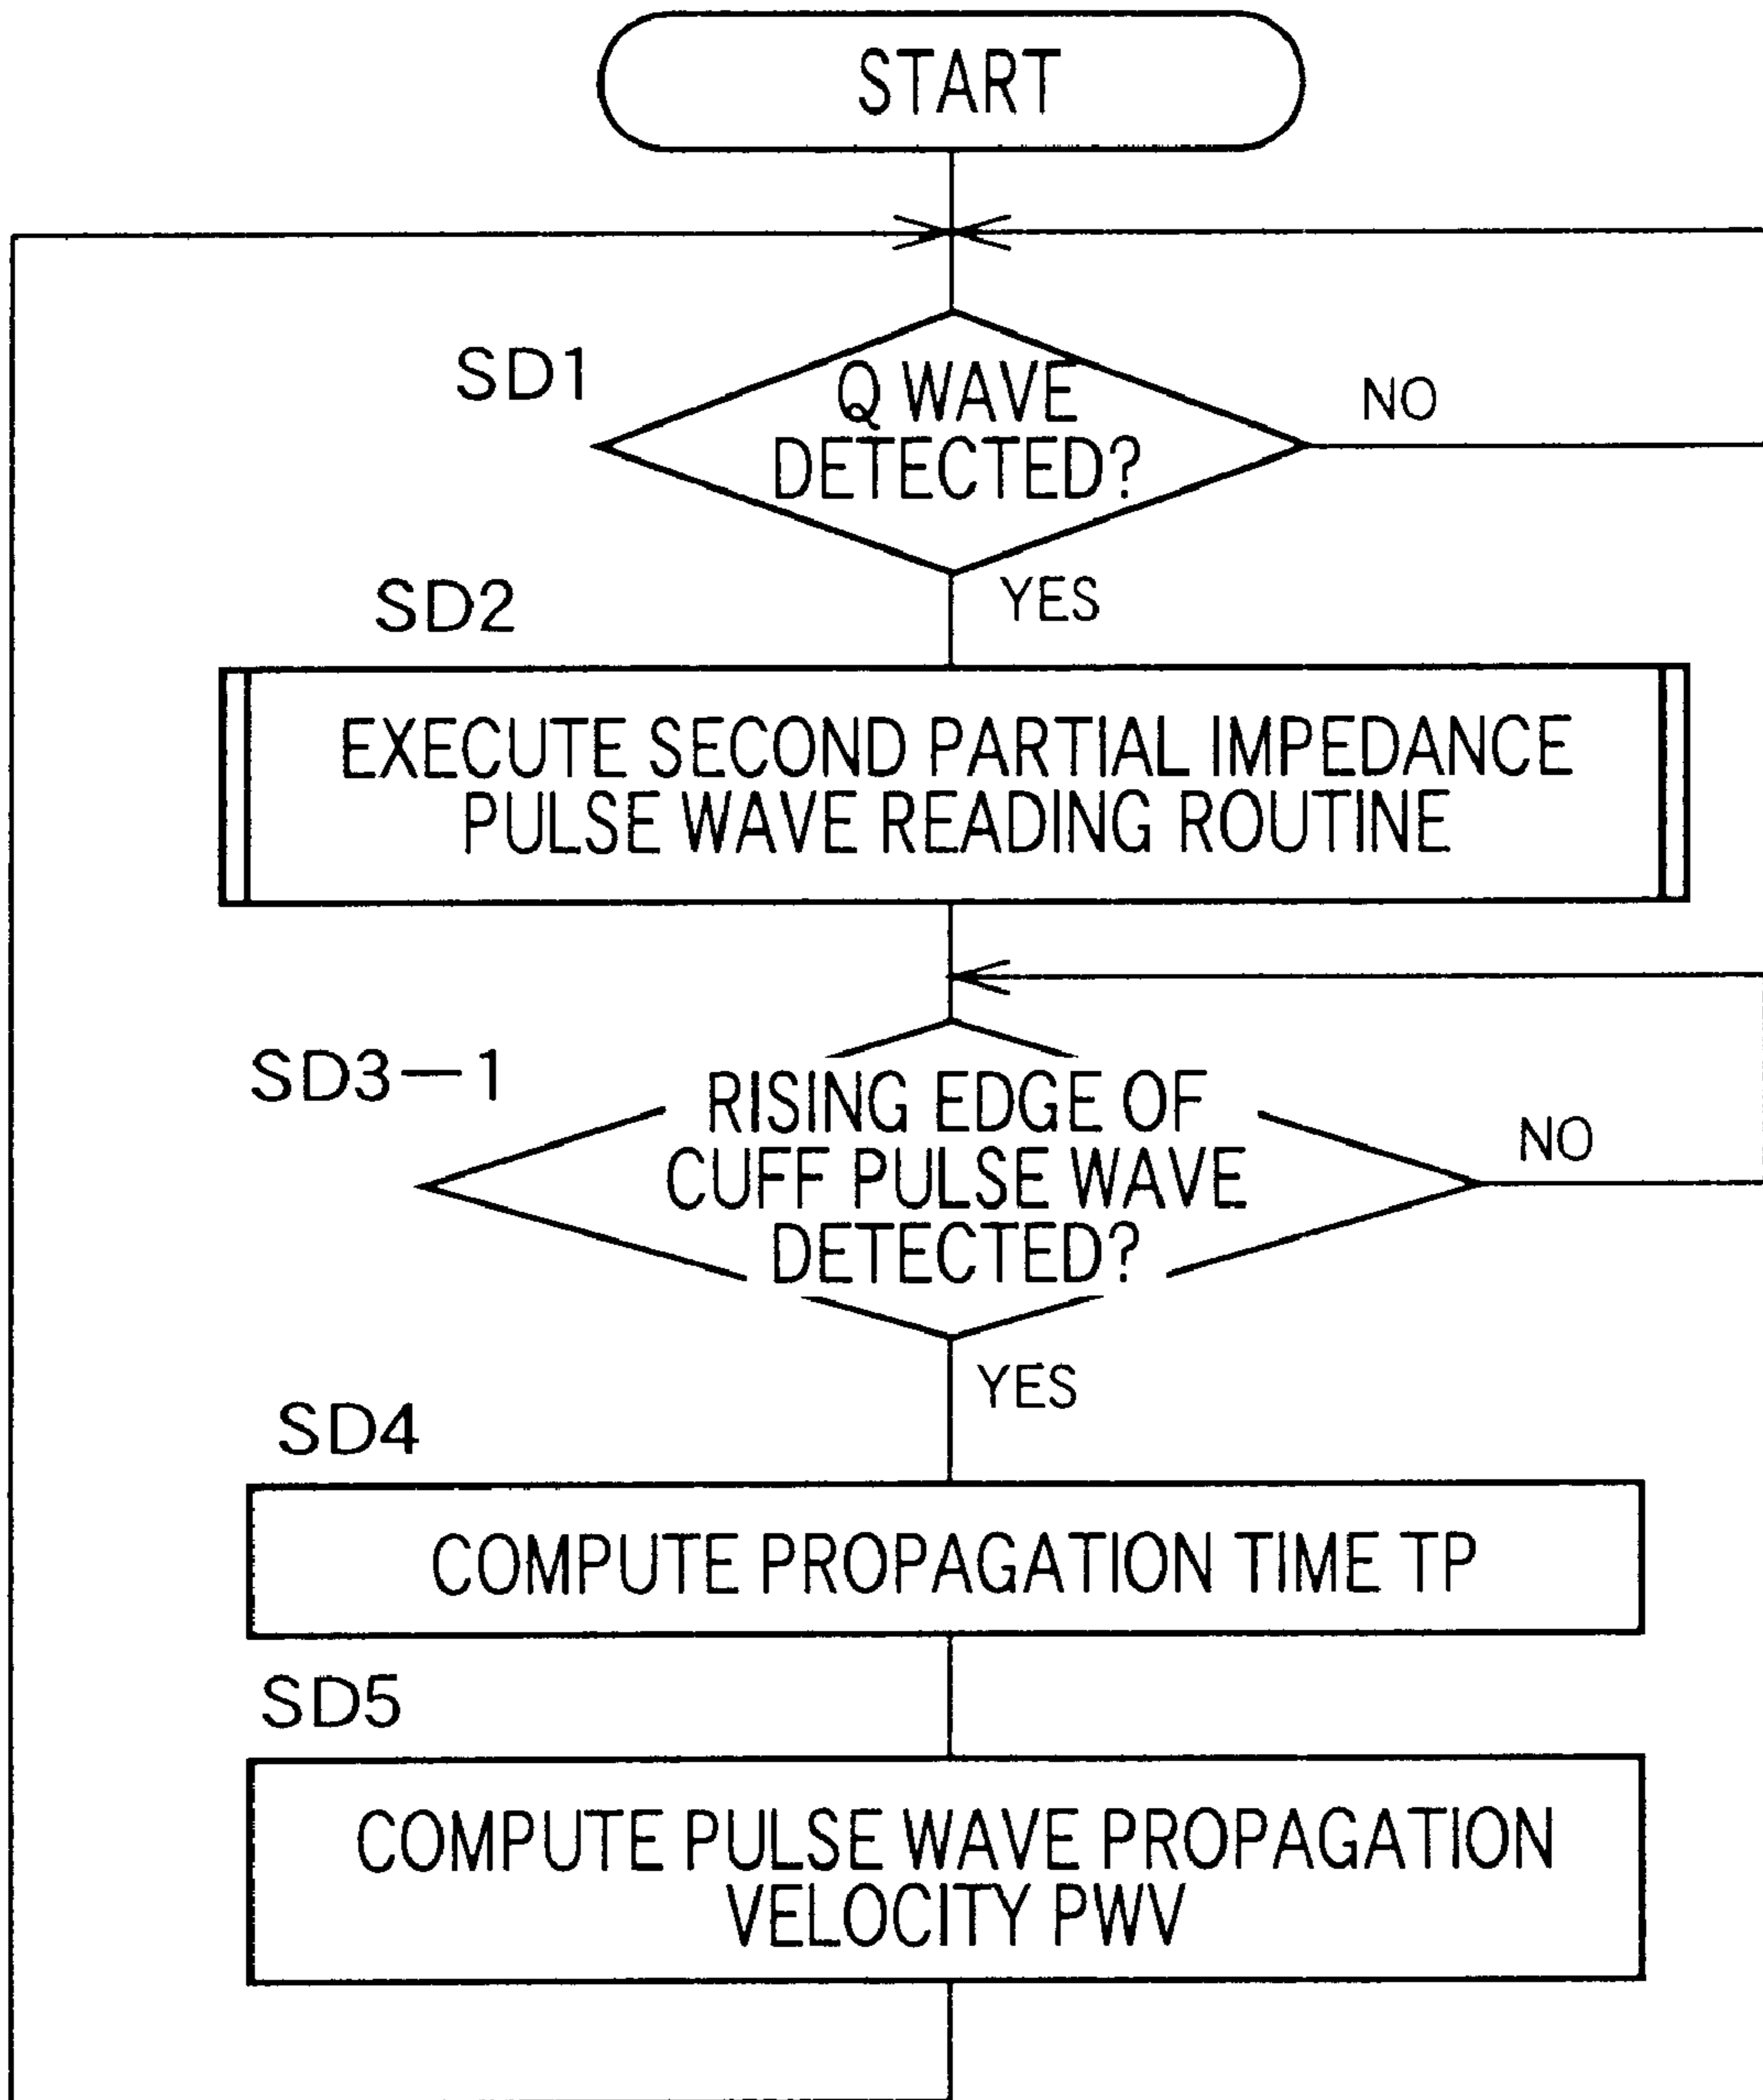 START
SD1
Q WAVE
DETECTED?
NO
YES
SD2
EXECUTE SECOND PARTIAL IMPEDANCE
PULSE WAVE READING ROUTINE
SD3—1
RISING EDGE OF
CUFF PULSE WAVE
DETECTED?
NO
YES
SD4
COMPUTE PROPAGATION TIME TP
SD5
COMPUTE PULSE WAVE PROPAGATION
VELOCITY PWV